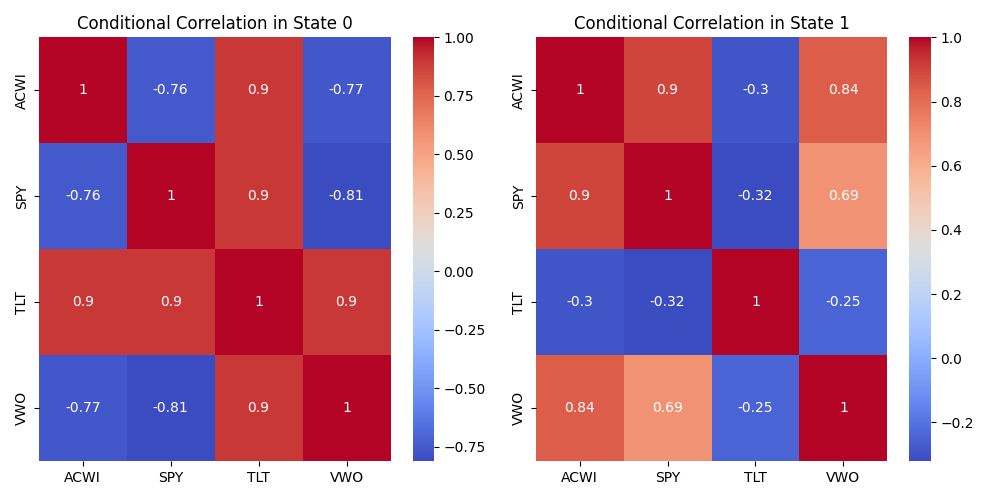 Conditional Correlation in State 0
ACWI
SPY
TLT
VWO
1 -0.76 0.9 -0.77
-0.76 1 0.9 -0.81
0.9 0.9 1 0.9
-0.77 -0.81 0.9 1
ACWI SPY TLT VWO
1.00
0.75
0.50
0.25
0.00
−0.25
−0.50
−0.75
Conditional Correlation in State 1
ACWI
SPY
TLT
VWO
1 0.9 -0.3 0.84
0.9 1 -0.32 0.69
-0.3 -0.32 1 -0.25
0.84 0.69 -0.25 1
ACWI SPY TLT VWO
1.0
0.8
0.6
0.4
0.2
0.0
−0.2